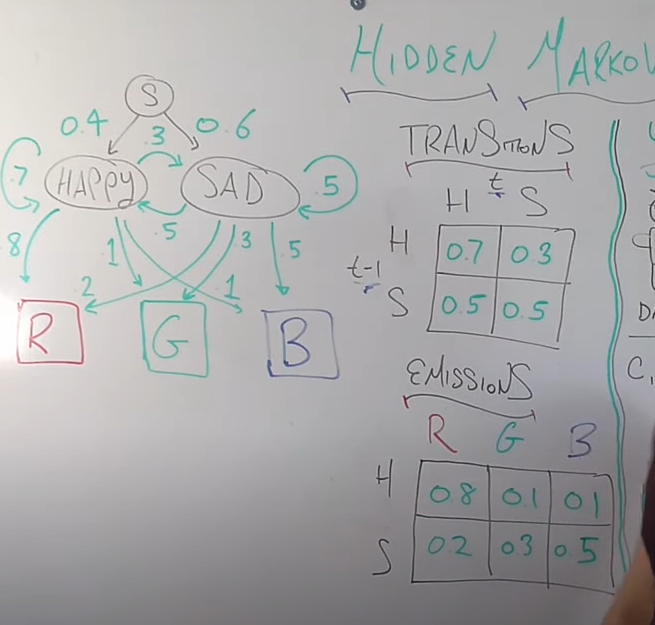 HIDDEN MARKOV
S
0.4 .3 0.6
.7 HAPPY SAD .5
.5
.8 .1 .3 .5
.2 .1
R G B
TRANSITIONS
t
H S
H 0.7 0.3
t-1
S 0.5 0.5
EMISSIONS
R G B
H 0.8 0.1 0.1
S 0.2 0.3 0.5